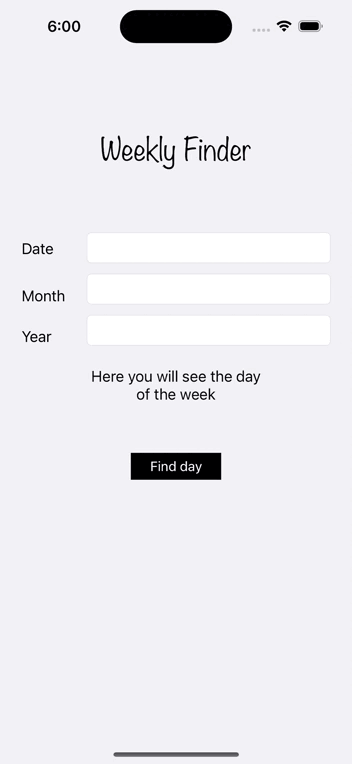 6:00
Weekly Finder
Date
Month
Year
Here you will see the day
of the week
Find day